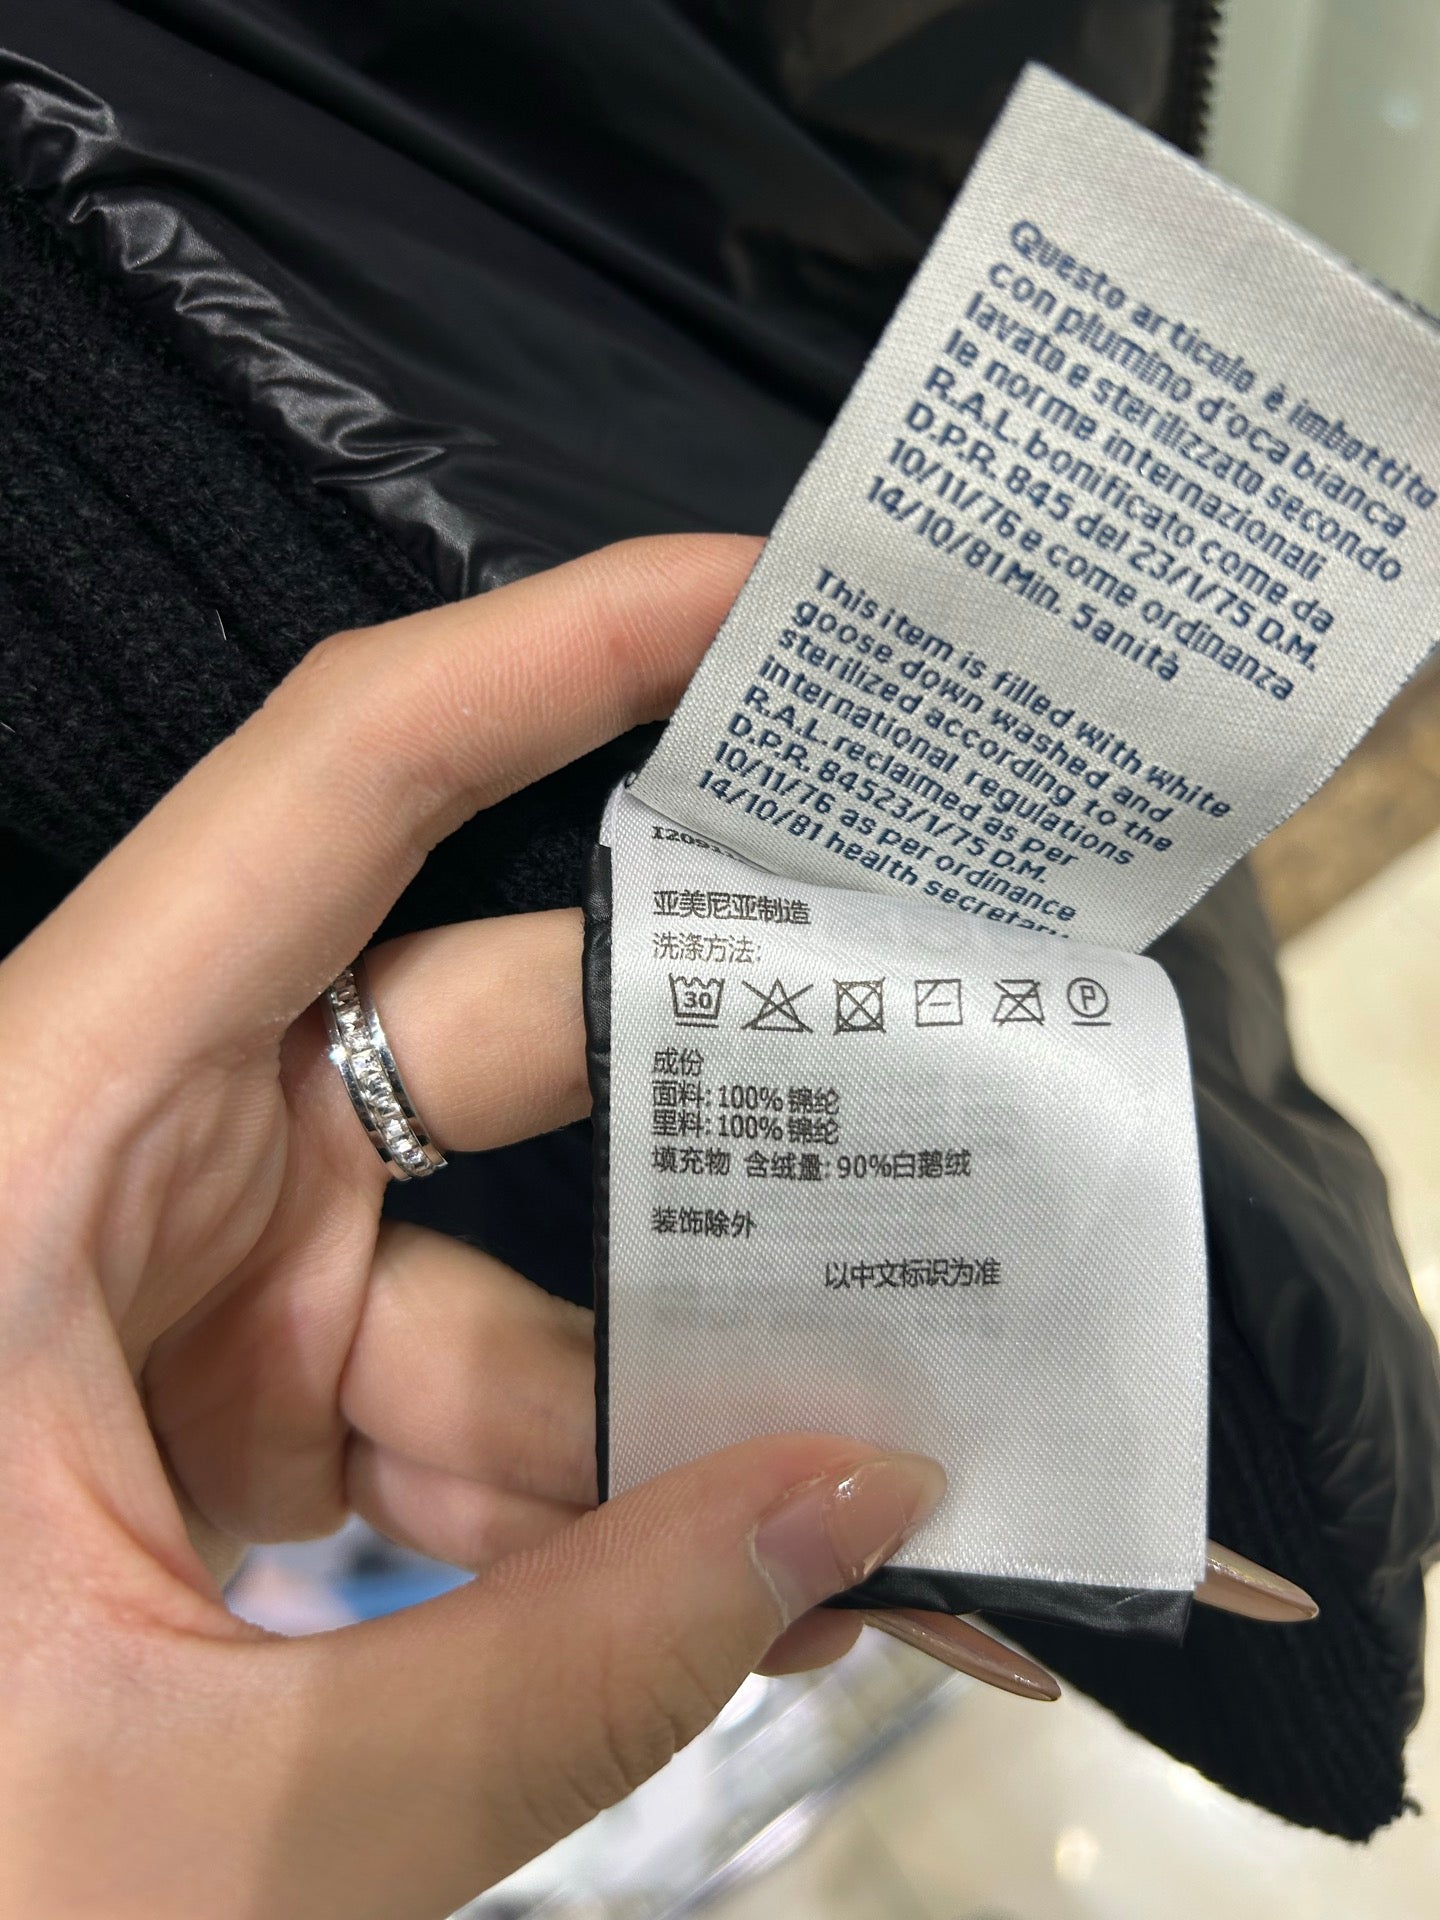 Questo articolo è imbottito
con piumino d'oca bianca
lavato e sterilizzato secondo
le norme internazionali
R.A.L. bonificato come da
D.P.R. 845 del 23/1/75 D.M.
10/11/76 e come ordinanza
14/10/81 Min. Sanità
This item is filled with white
goose down washed and
sterilized according to the
international regulations
R.A.L. reclaimed as per
D.P.R. 84523/1/75 D.M.
10/11/76 as per ordinance
14/10/81 health secretary
亚美尼亚制造
洗涤方法:
30 P
成份
面料: 100% 锦纶
里料: 100% 锦纶
填充物 含绒量: 90%白鹅绒
装饰除外
以中文标识为准